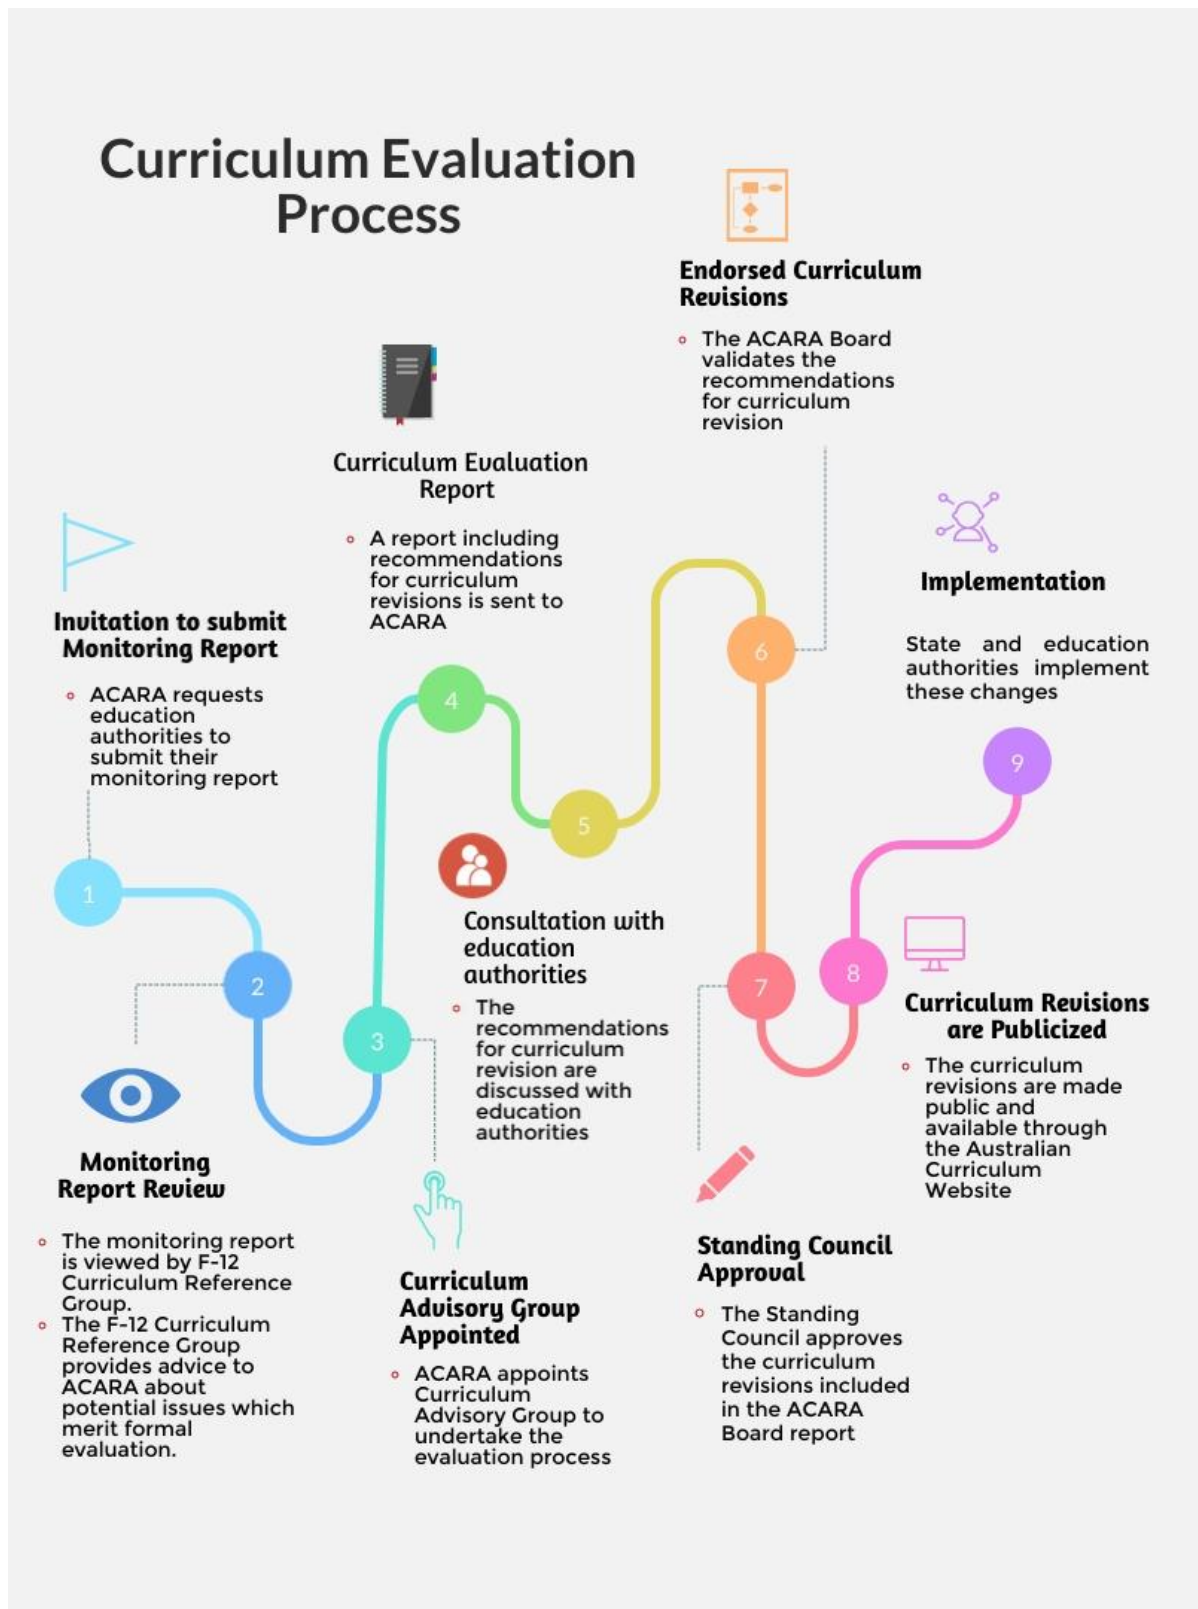 Curriculum Evaluation
Process
Invitation to submit
Monitoring Report
ACARA requests
education
authorities to
submit their
monitoring report
1
2
Monitoring
Report Review
The monitoring report
is viewed by F-12
Curriculum Reference
Group.
The F-12 Curriculum
Reference Group
provides advice to
ACARA about
potential issues which
merit formal
evaluation.
3
Curriculum
Advisory Group
Appointed
ACARA appoints
Curriculum
Advisory Group to
undertake the
evaluation process
Curriculum Evaluation
Report
A report including
recommendations
for curriculum
revisions is sent to
ACARA
4
5
Consultation with
education
authorities
The
recommendations
for curriculum
revision are
discussed with
education
authorities
Endorsed Curriculum
Revisions
The ACARA Board
validates the
recommendations
for curriculum
revision
6
7
Standing Council
Approval
The Standing
Council approves
the curriculum
revisions included
in the ACARA
Board report
8
Curriculum Revisions
are Publicized
The curriculum
revisions are made
public and
available through
the Australian
Curriculum
Website
Implementation
State and education
authorities implement
these changes
9